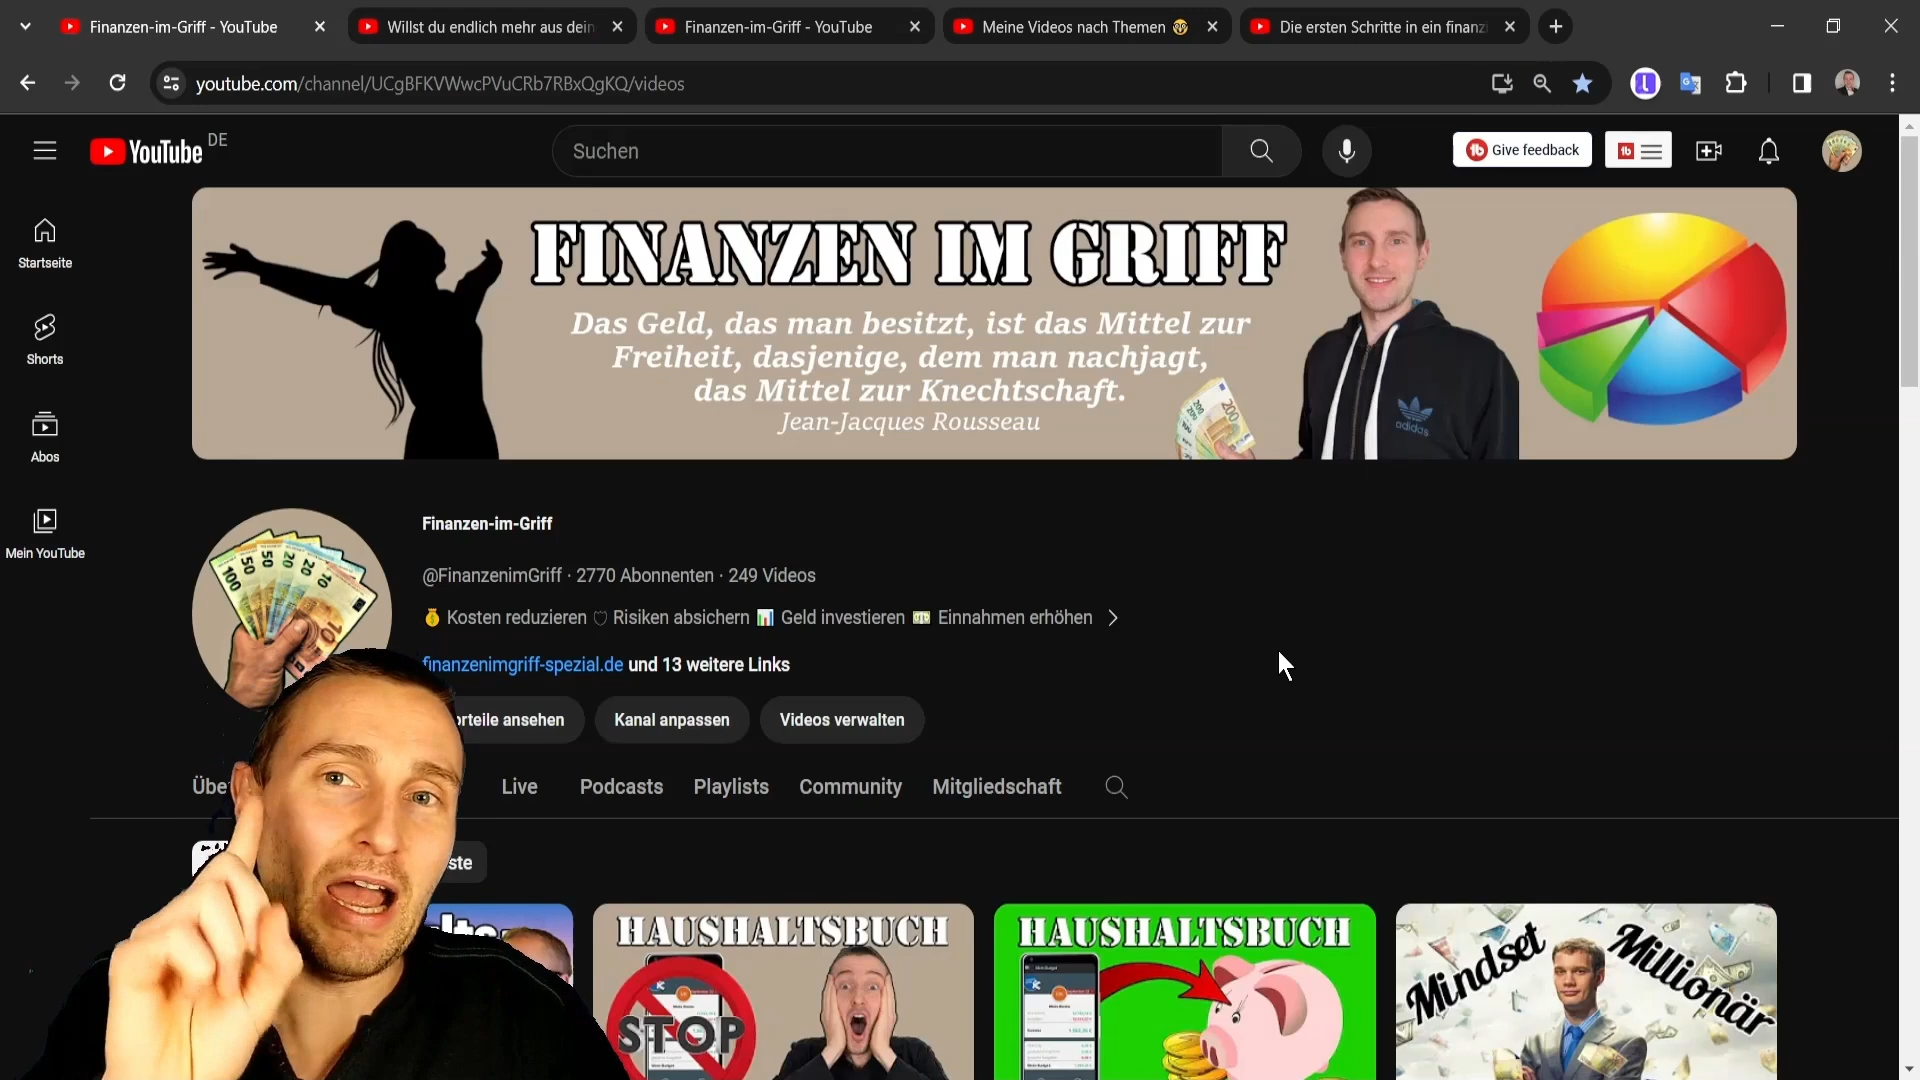 Finanzen-im-Griff - YouTube
Willst du endlich mehr aus dein
Finanzen-im-Griff - YouTube
Meine Videos nach Themen 🤓
Die ersten Schritte in ein finanz
youtube.com/channel/UCgBFKVWwcPVuCRb7RBxQgKQ/videos
YouTube DE
Suchen
Give feedback
Startseite
Shorts
Abos
Mein YouTube
FINANZEN IM GRIFF
Das Geld, das man besitzt, ist das Mittel zur
Freiheit, dasjenige, dem man nachjagt,
das Mittel zur Knechtschaft.
Jean-Jacques Rousseau
adidas
Finanzen-im-Griff
@FinanzenimGriff · 2770 Abonnenten · 249 Videos
💰 Kosten reduzieren 🛡 Risiken absichern 📊 Geld investieren 💵 Einnahmen erhöhen
finanzenimgriff-spezial.de und 13 weitere Links
orteile ansehen
Kanal anpassen
Videos verwalten
Übe
Live
Podcasts
Playlists
Community
Mitgliedschaft
ste
HAUSHALTSBUCH
STOP
HAUSHALTSBUCH
Mindset
Millionär